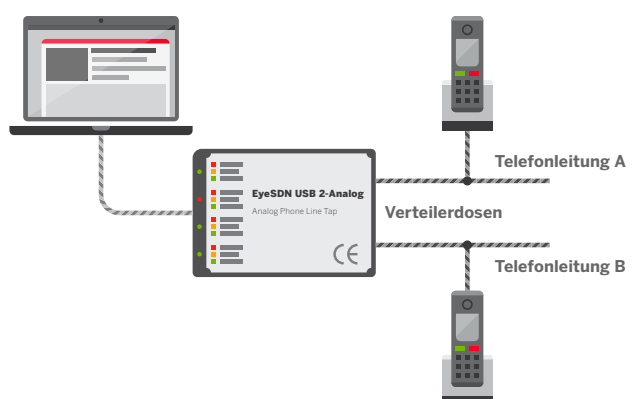 Telefonleitung A
EyeSDN USB 2-Analog
Analog Phone Line Tap
Verteilerdosen
CE
Telefonleitung B